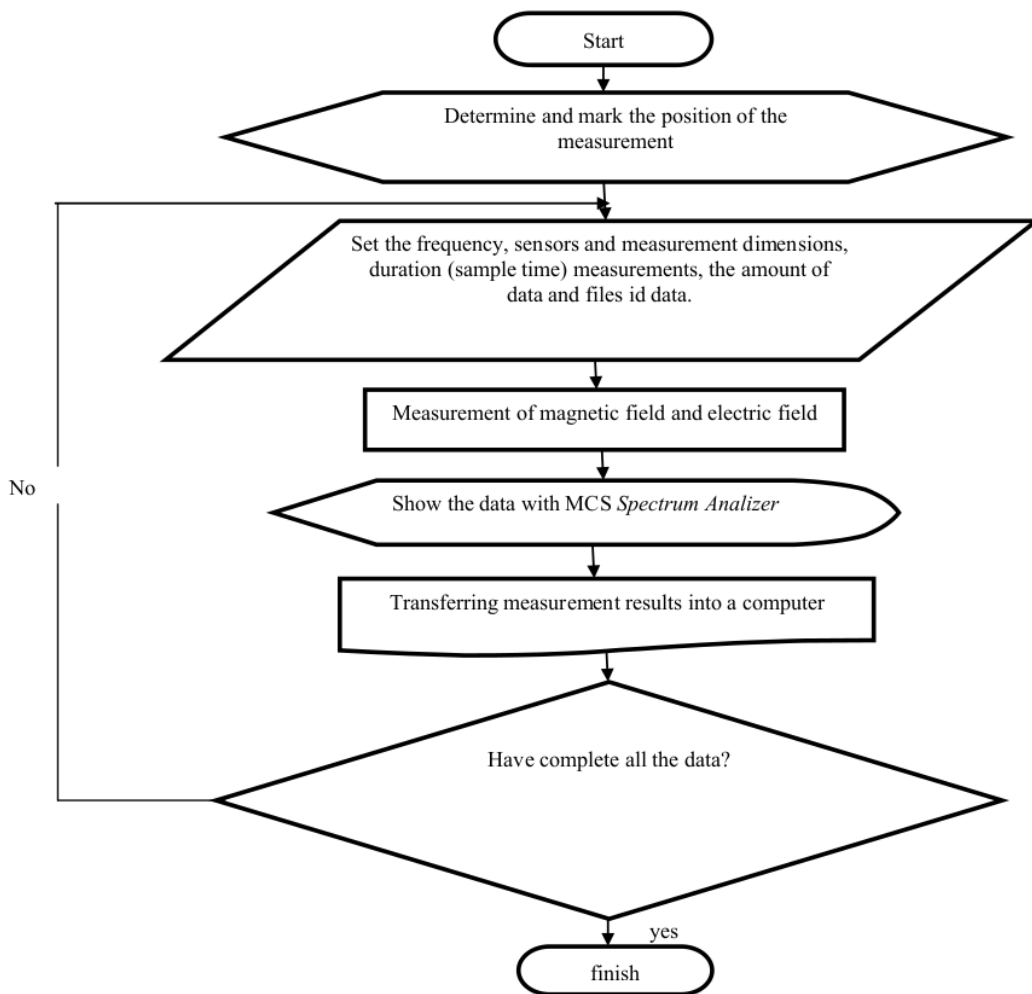 Start
Determine and mark the position of the
measurement
Set the frequency, sensors and measurement dimensions,
duration (sample time) measurements, the amount of
data and files id data.
Measurement of magnetic field and electric field
No
Show the data with MCS Spectrum Analizer
Transferring measurement results into a computer
Have complete all the data?
yes
finish